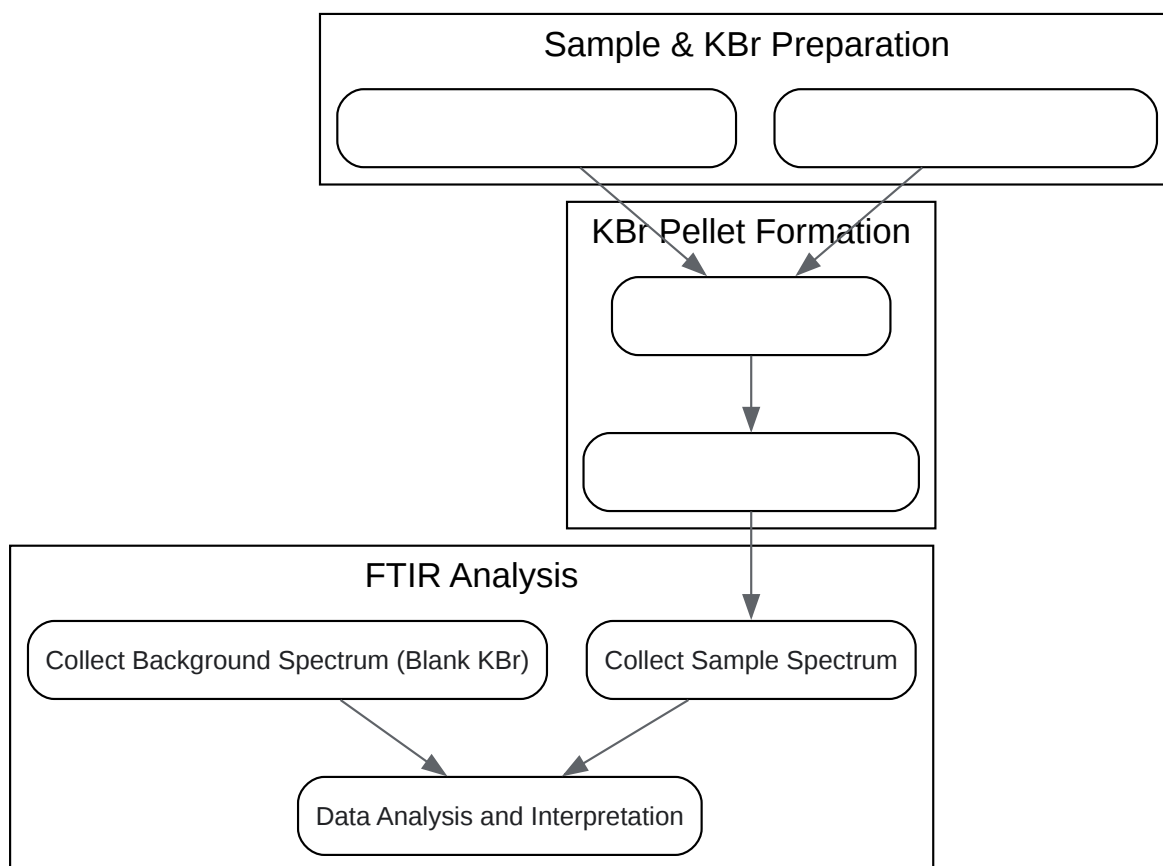 Sample & KBr Preparation
KBr Pellet Formation
FTIR Analysis
Collect Background Spectrum (Blank KBr)
Collect Sample Spectrum
Data Analysis and Interpretation